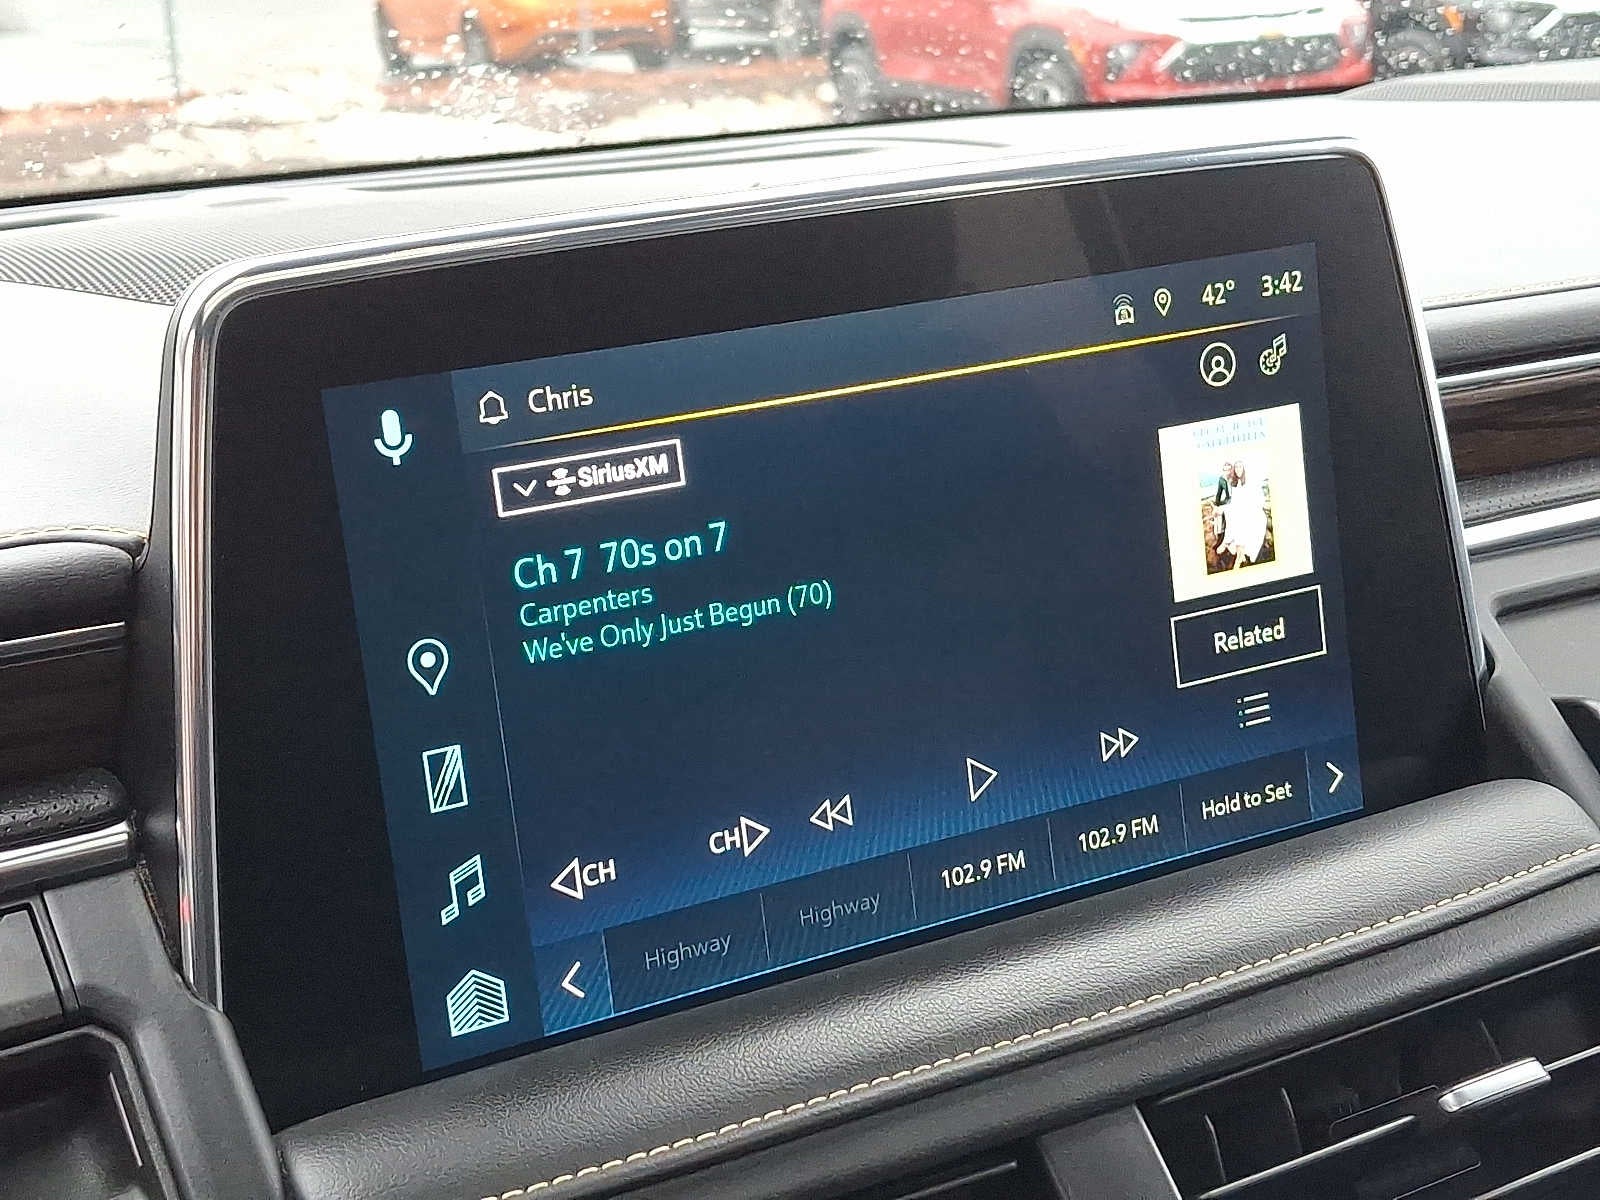 42° 3:42
Chris
SiriusXM
Ch 7 70s on 7
Carpenters
We've Only Just Begun (70)
Related
CH
CH
Highway
Highway
102.9 FM
102.9 FM
Hold to Set